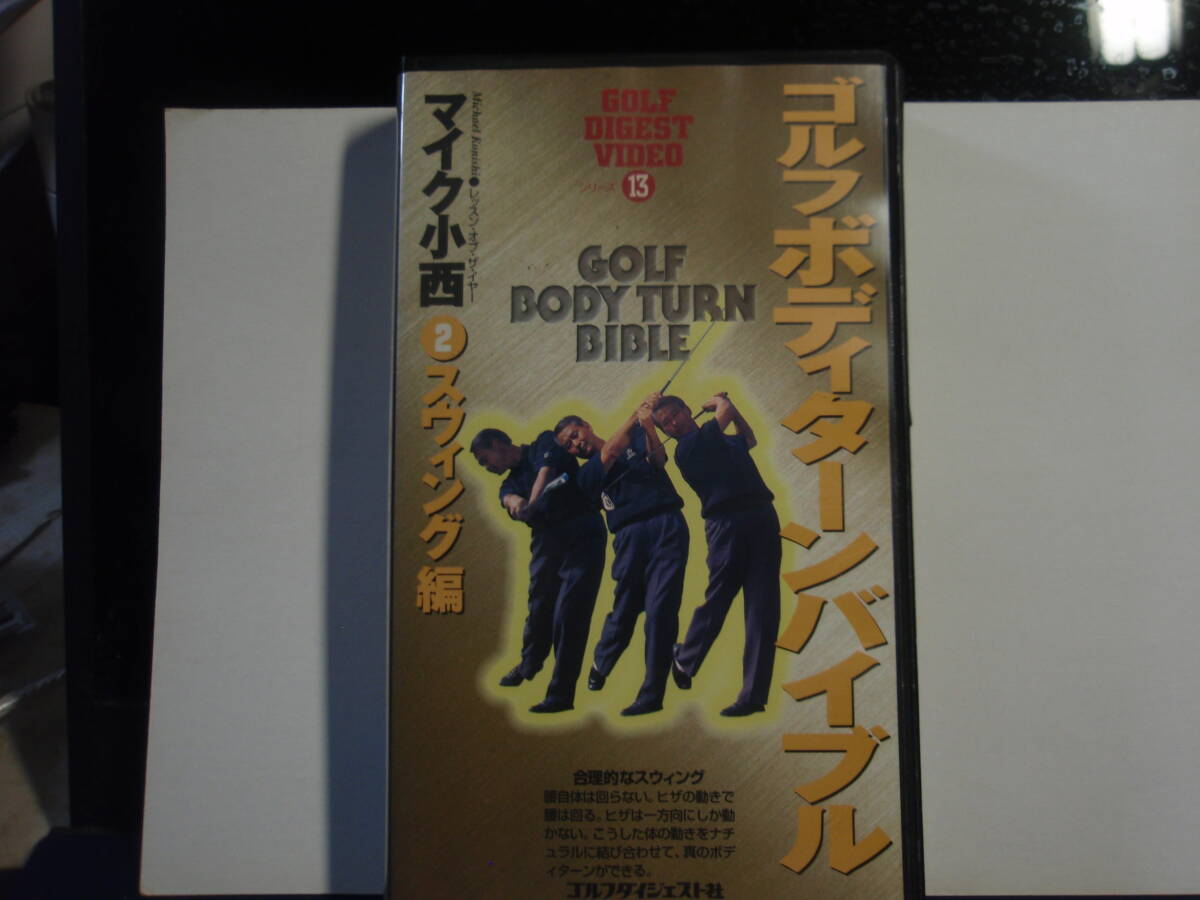 ゴルフボディターンバイブル
GOLF
DIGEST
VIDEO
シリーズ 13
GOLF
BODY TURN
BIBLE
Michael Konishi●レッスン・オブ・ザ・イヤー
マイク小西
2 スウィング編
合理的なスウィング
腰自体は回らない。ヒザの動きで
腰は回る。ヒザは一方向にしか動
かない。こうした体の動きをナチ
ュラルに結び合わせて、真のボデ
ィターンができる。
ゴルフダイジェスト社